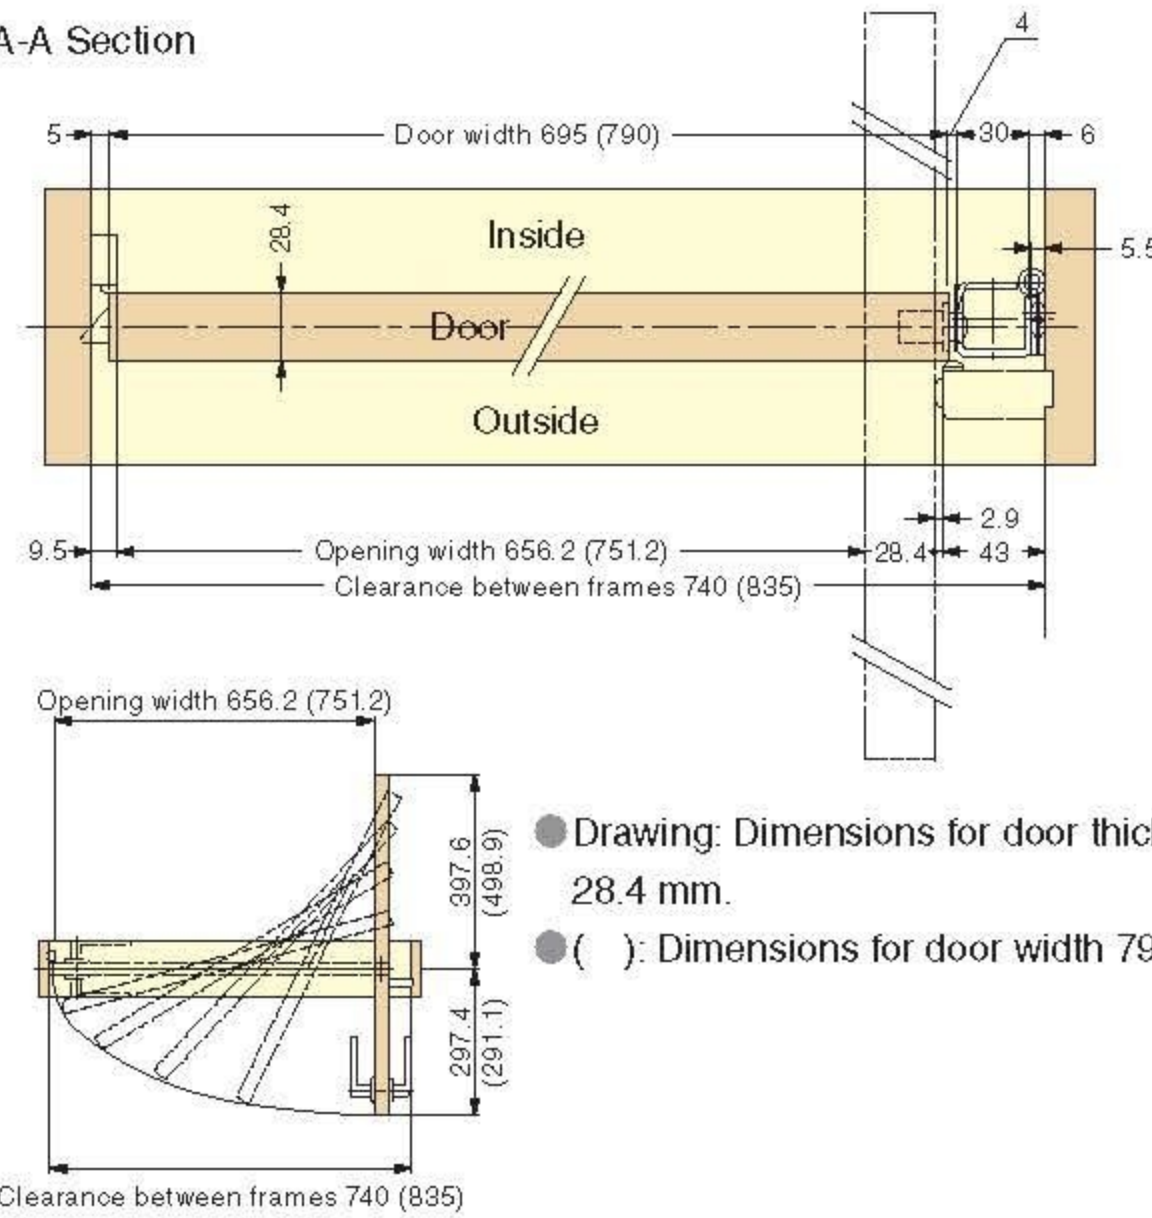 A-A Section
4
5
Door width 695 (790)
30
6
28.4
Inside
5.5
Door
Outside
2.9
9.5
Opening width 656.2 (751.2)
28.4
43
Clearance between frames 740 (835)
Opening width 656.2 (751.2)
397.6
(498.9)
297.4
(291.1)
Clearance between frames 740 (835)
Drawing: Dimensions for door
28.4 mm.
( ): Dimensions for door width